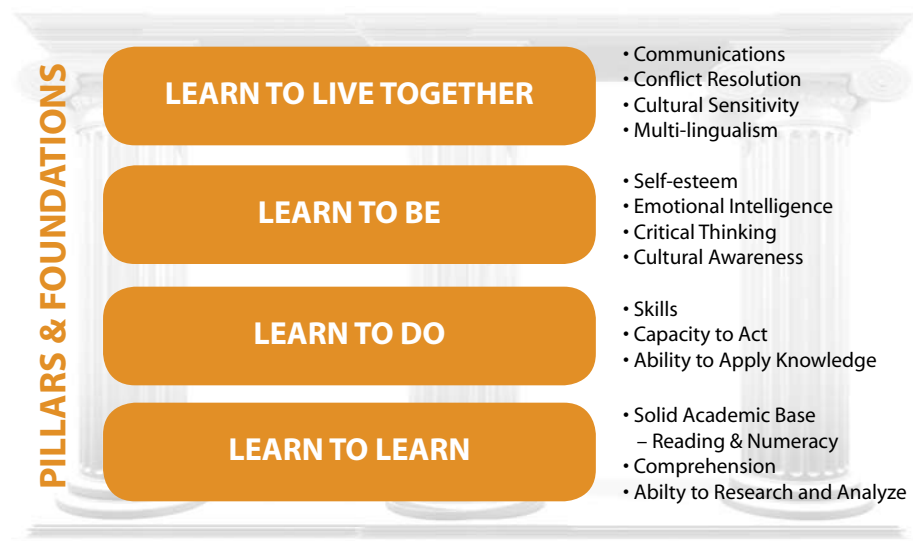 PILLARS & FOUNDATIONS
LEARN TO LIVE TOGETHER
• Communications
• Conflict Resolution
• Cultural Sensitivity
• Multi-lingualism
LEARN TO BE
• Self-esteem
• Emotional Intelligence
• Critical Thinking
• Cultural Awareness
LEARN TO DO
• Skills
• Capacity to Act
• Ability to Apply Knowledge
LEARN TO LEARN
• Solid Academic Base
– Reading & Numeracy
• Comprehension
• Abilty to Research and Analyze